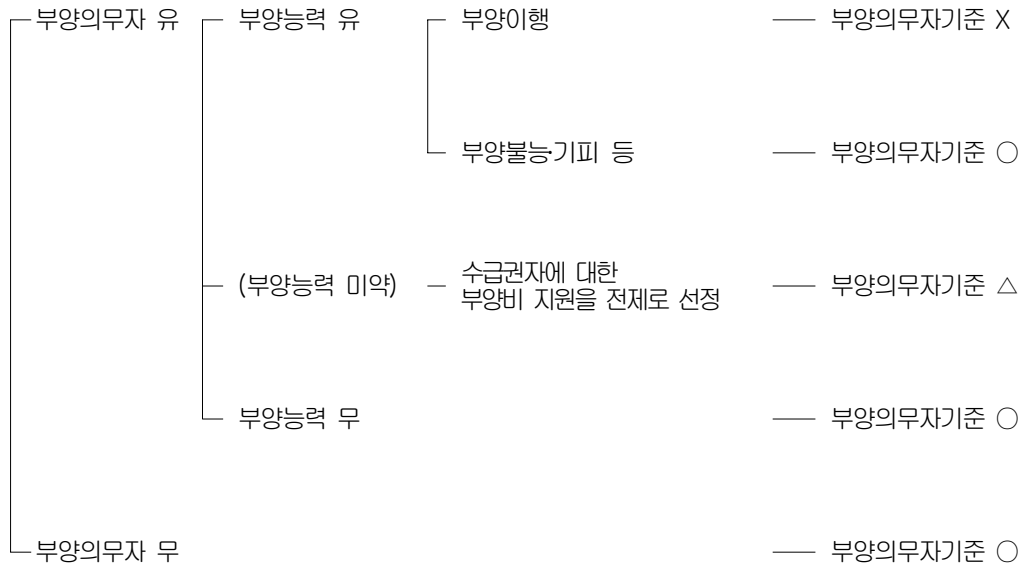 부양의무자 유 부양능력 유 부양이행 부양의무자기준 X
부양불능·기피 등 부양의무자기준 ○
(부양능력 미약) 수급권자에 대한
부양비 지원을 전제로 선정 부양의무자기준 △
부양능력 무 부양의무자기준 ○
부양의무자 무 부양의무자기준 ○